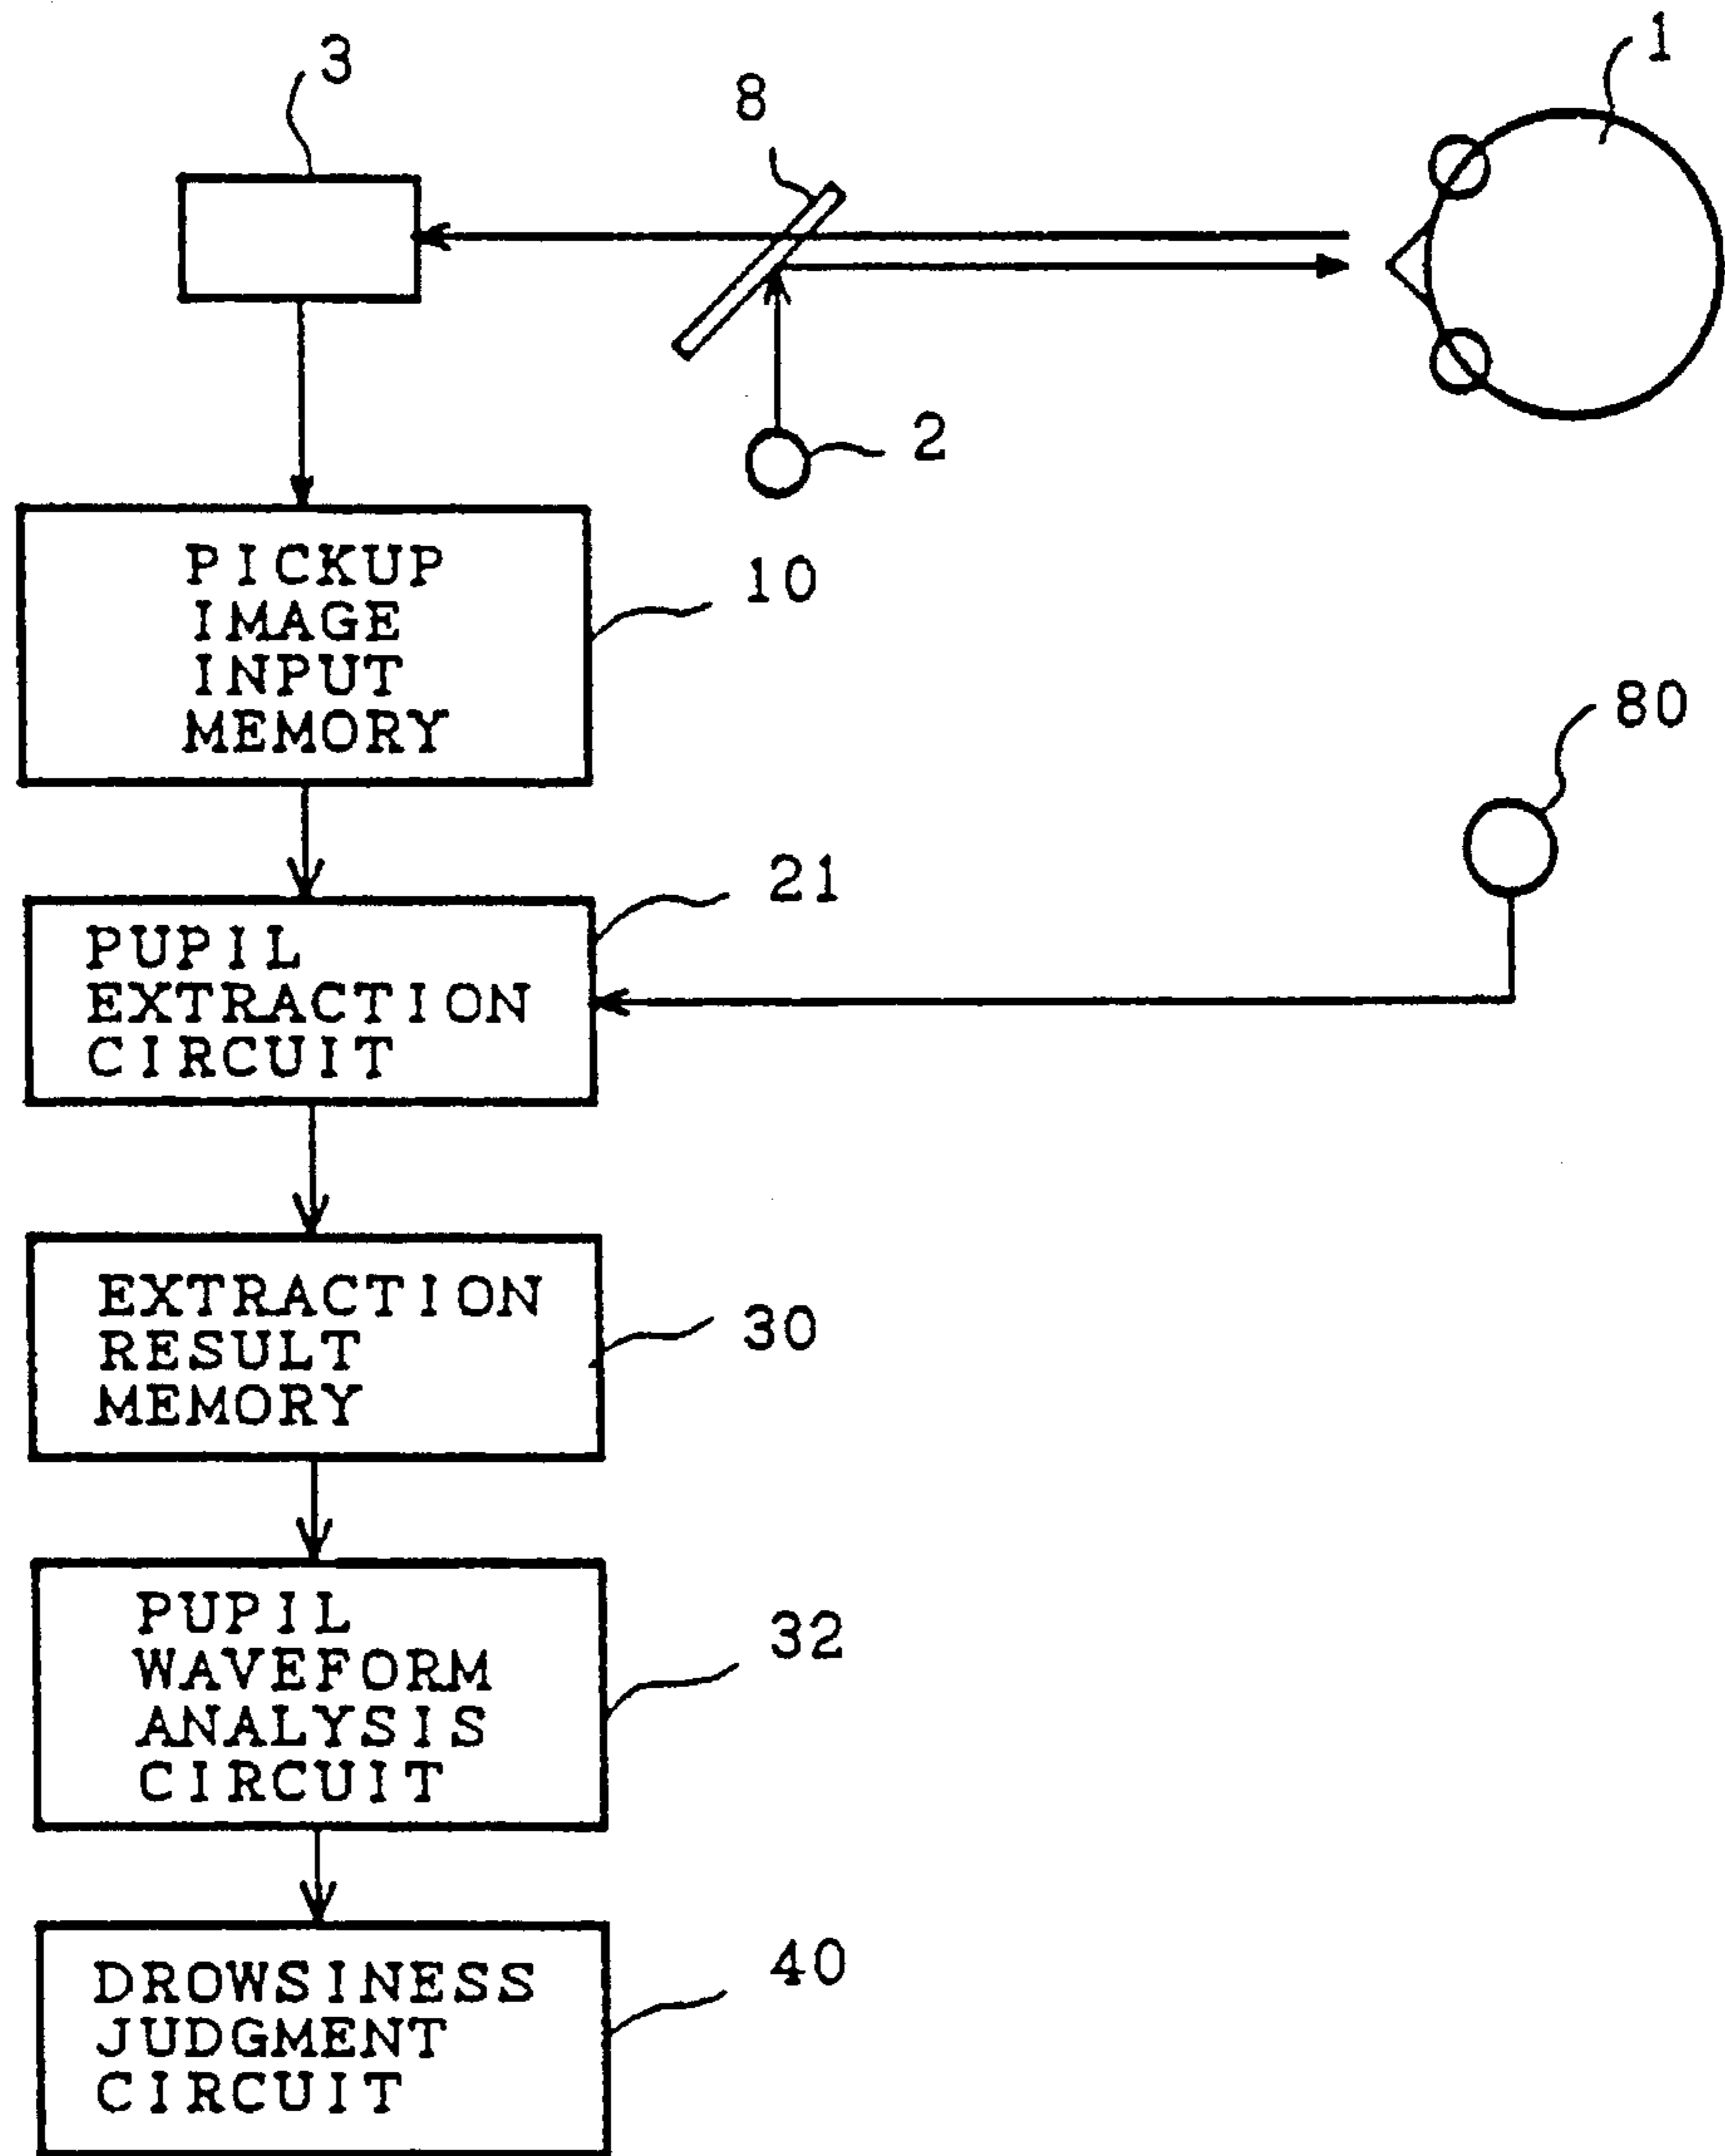 3
8
1
2
PICKUP
IMAGE
INPUT
MEMORY
10
80
21
PUPIL
EXTRACTION
CIRCUIT
EXTRACTION
RESULT
MEMORY
30
PUPIL
WAVEFORM
ANALYSIS
CIRCUIT
32
DROWSINESS
JUDGMENT
CIRCUIT
40